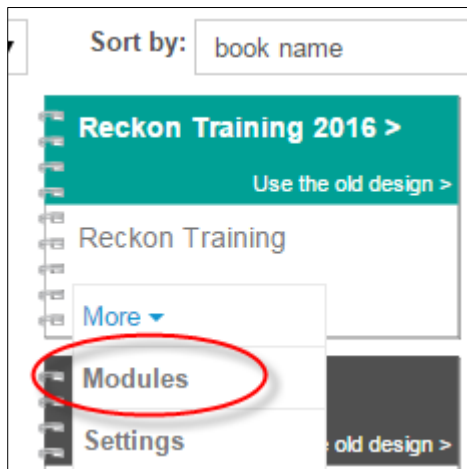 Sort by: book name
Reckon Training 2016 >
Use the old design >
Reckon Training
More
Modules
Settings
old design >